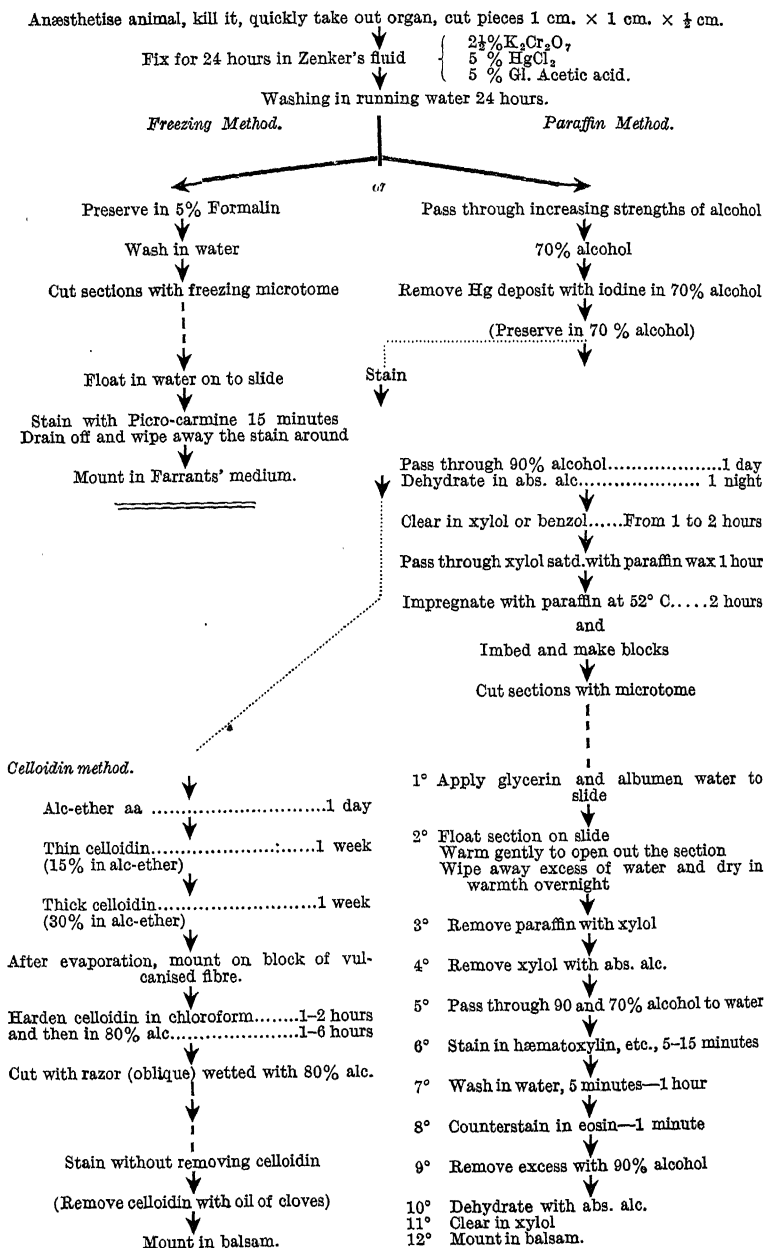 Anæsthetise animal, kill it, quickly take out organ, cut pieces 1 cm. × 1 cm. × ½ cm.
Fix for 24 hours in Zenker's fluid
2½%K₂Cr₂O₇
5 % HgCl₂
5 % Gl. Acetic acid.
Washing in running water 24 hours.
Freezing Method.
Paraffin Method.
or
Preserve in 5% Formalin
Wash in water
Cut sections with freezing microtome
Float in water on to slide
Stain with Picro-carmine 15 minutes
Drain off and wipe away the stain around
Mount in Farrants' medium.
Pass through increasing strengths of alcohol
70% alcohol
Remove Hg deposit with iodine in 70% alcohol
(Preserve in 70 % alcohol)
Stain
Pass through 90% alcohol....................1 day
Dehydrate in abs. alc..................... 1 night
Clear in xylol or benzol......From 1 to 2 hours
Pass through xylol satd. with paraffin wax 1 hour
Impregnate with paraffin at 52° C.....2 hours
and
Imbed and make blocks
Cut sections with microtome
1° Apply glycerin and albumen water to
slide
2° Float section on slide
Warm gently to open out the section
Wipe away excess of water and dry in
warmth overnight
3° Remove paraffin with xylol
4° Remove xylol with abs. alc.
5° Pass through 90 and 70% alcohol to water
6° Stain in hæmatoxylin, etc., 5–15 minutes
7° Wash in water, 5 minutes—1 hour
8° Counterstain in eosin—1 minute
9° Remove excess with 90% alcohol
10° Dehydrate with abs. alc.
11° Clear in xylol
12° Mount in balsam.
Celloidin method.
Alc-ether aa ..............................1 day
Thin celloidin......................:......1 week
(15% in alc-ether)
Thick celloidin............................1 week
(30% in alc-ether)
After evaporation, mount on block of vul-
canised fibre.
Harden celloidin in chloroform.......1–2 hours
and then in 80% alc......................1–6 hours
Cut with razor (oblique) wetted with 80% alc.
Stain without removing celloidin
(Remove celloidin with oil of cloves)
Mount in balsam.